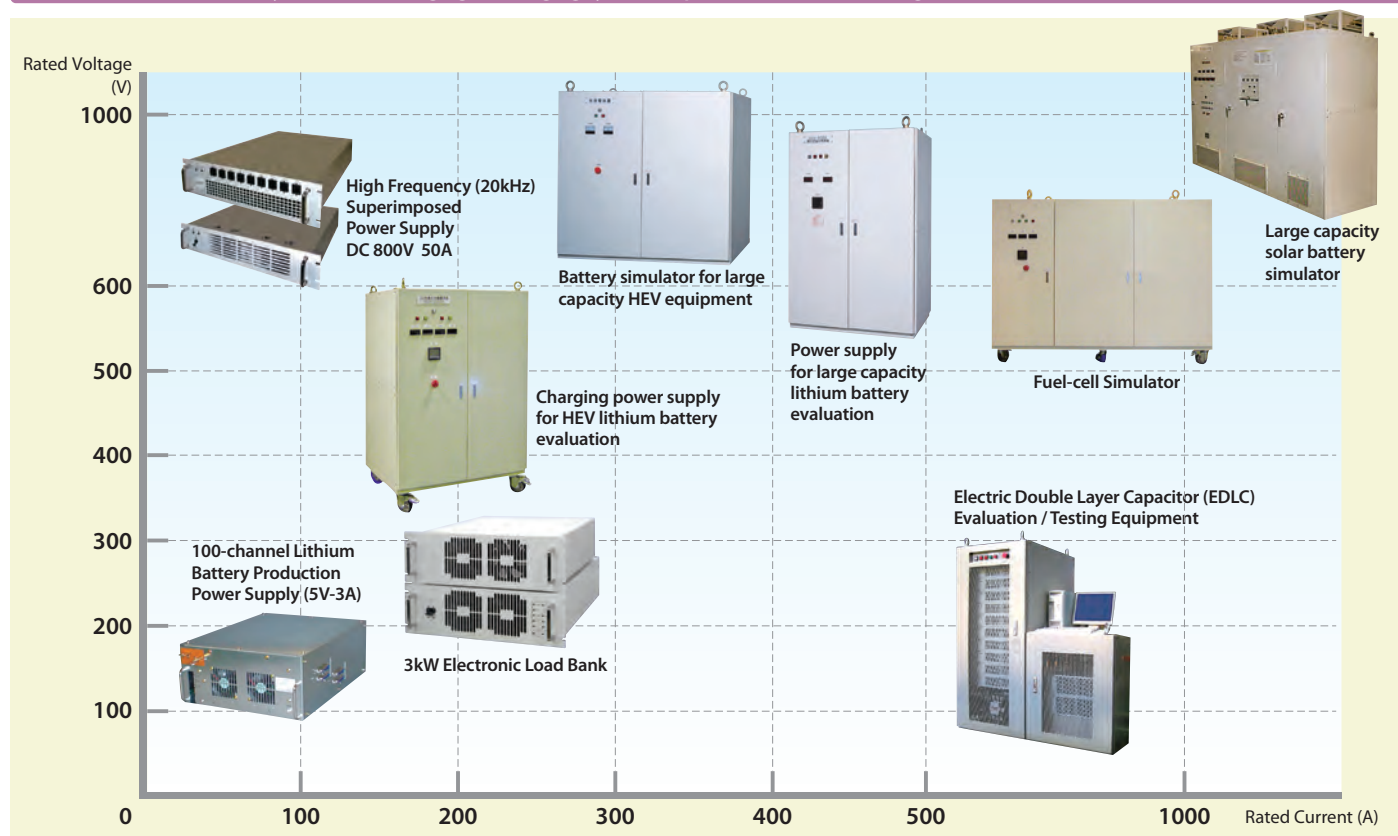 Rated Voltage
(V)
1000
600
500
400
300
200
100
0
100
200
300
400
500
1000
Rated Current (A)
High Frequency (20kHz)
Superimposed
Power Supply
DC 800V 50A
Battery simulator for large
capacity HEV equipment
Power supply
for large capacity
lithium battery
evaluation
Large capacity
solar battery
simulator
Fuel-cell Simulator
Charging power supply
for HEV lithium battery
evaluation
Electric Double Layer Capacitor (EDLC)
Evaluation / Testing Equipment
100-channel Lithium
Battery Production
Power Supply (5V-3A)
3kW Electronic Load Bank